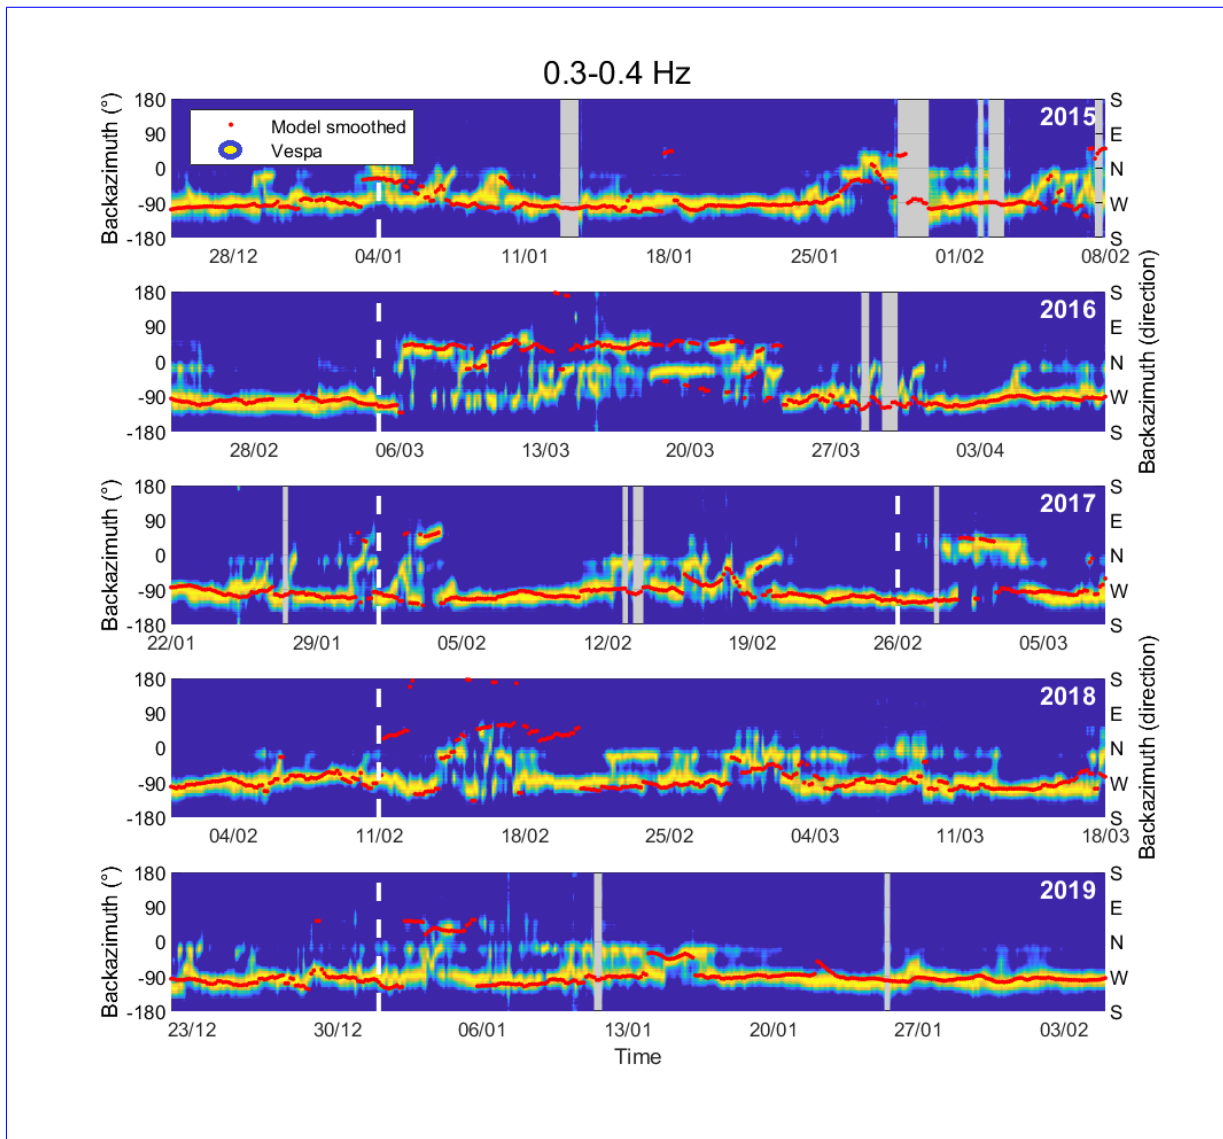 0.3-0.4 Hz
Backazimuth (°)
180
90
0
-90
-180
Model smoothed
Vespa
2015
S
E
N
W
S
28/12
04/01
11/01
18/01
25/01
01/02
08/02
180
90
0
-90
-180
2016
S
E
N
W
S
Backazimuth (direction)
28/02
06/03
13/03
20/03
27/03
03/04
Backazimuth (°)
180
90
0
-90
-180
2017
S
E
N
W
S
22/01
29/01
05/02
12/02
19/02
26/02
05/03
180
90
0
-90
-180
2018
S
E
N
W
S
Backazimuth (direction)
04/02
11/02
18/02
25/02
04/03
11/03
18/03
Backazimuth (°)
180
90
0
-90
-180
2019
S
E
N
W
S
23/12
30/12
06/01
13/01
20/01
27/01
03/02
Time